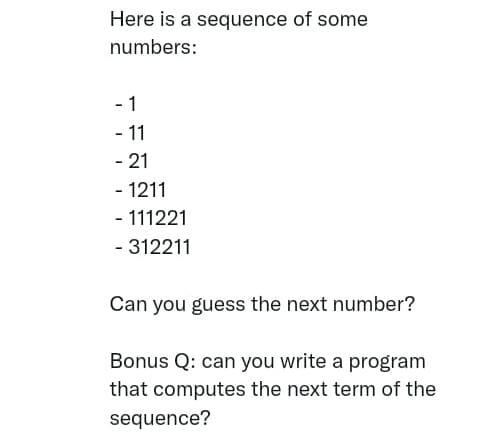 Here is a sequence of some
numbers:
- 1
- 11
- 21
- 1211
- 111221
- 312211
Can you guess the next number?
Bonus Q: can you write a program
that computes the next term of the
sequence?